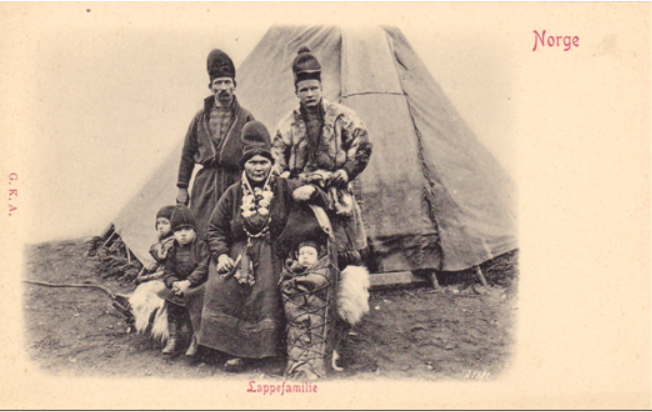 Norge
G. K. A.
Lappefamilie